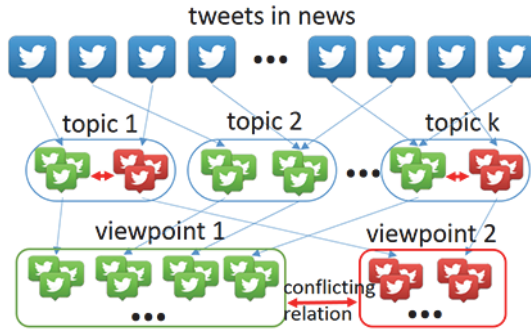 tweets in news
topic 1
topic 2
topic k
viewpoint 1
viewpoint 2
conflicting
relation